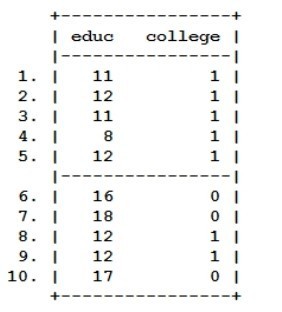 +----------------+
| educ   college |
|----------------|
1. |   11         1 |
2. |   12         1 |
3. |   11         1 |
4. |    8         1 |
5. |   12         1 |
|----------------|
6. |   16         0 |
7. |   18         0 |
8. |   12         1 |
9. |   12         1 |
10. |   17         0 |
+----------------+